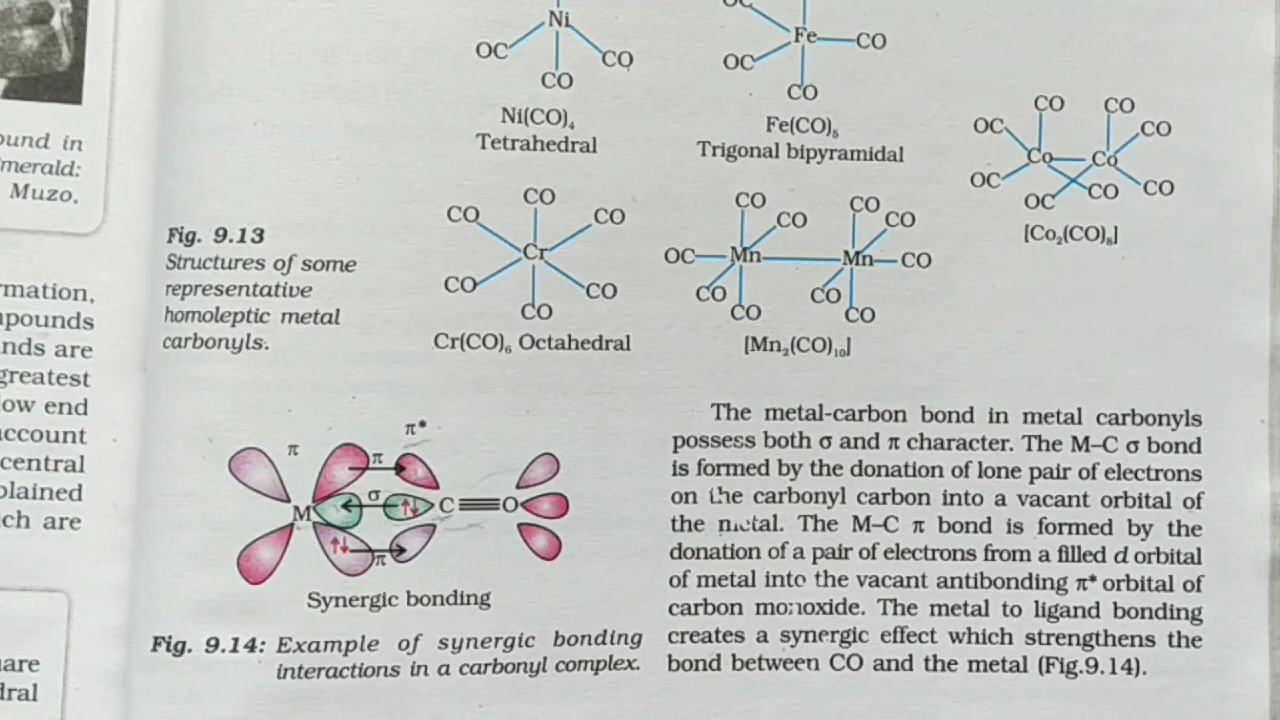 ound in
merald:
Muzo.
rmation,
npounds
nds are
greatest
low end
account
central
plained
ch are
uare
dral
Ni
OC
CO
CO
Ni(CO)₄
Tetrahedral
Fe
CO
OC
CO
Fe(CO)₅
Trigonal bipyramidal
CO
CO
OC
CO
Co
Co
OC
CO
CO
OC
[Co₂(CO)₈]
Fig. 9.13
Structures of some
representative
homoleptic metal
carbonyls.
CO
CO
CO
Cr
CO
CO
CO
Cr(CO)₆ Octahedral
CO
CO
CO
CO
OC
Mn
Mn
CO
CO
CO
CO
CO
[Mn₂(CO)₁₀]
π*
π
π
σ
M
C
O
π
Synergic bonding
Fig. 9.14: Example of synergic bonding
interactions in a carbonyl complex.
The metal-carbon bond in metal carbonyls
possess both σ and π character. The M–C σ bond
is formed by the donation of lone pair of electrons
on the carbonyl carbon into a vacant orbital of
the metal. The M–C π bond is formed by the
donation of a pair of electrons from a filled d orbital
of metal into the vacant antibonding π* orbital of
carbon monoxide. The metal to ligand bonding
creates a synergic effect which strengthens the
bond between CO and the metal (Fig.9.14).